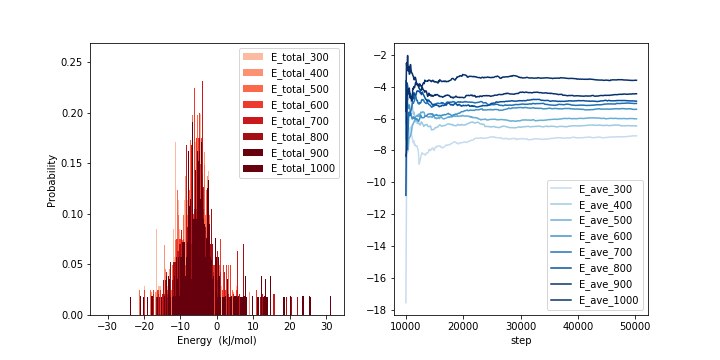 0.25
0.20
0.15
0.10
0.05
0.00
Probability
−30 −20 −10 0 10 20 30
Energy (kJ/mol)
E_total_300
E_total_400
E_total_500
E_total_600
E_total_700
E_total_800
E_total_900
E_total_1000
−2
−4
−6
−8
−10
−12
−14
−16
−18
10000 20000 30000 40000 50000
step
E_ave_300
E_ave_400
E_ave_500
E_ave_600
E_ave_700
E_ave_800
E_ave_900
E_ave_1000